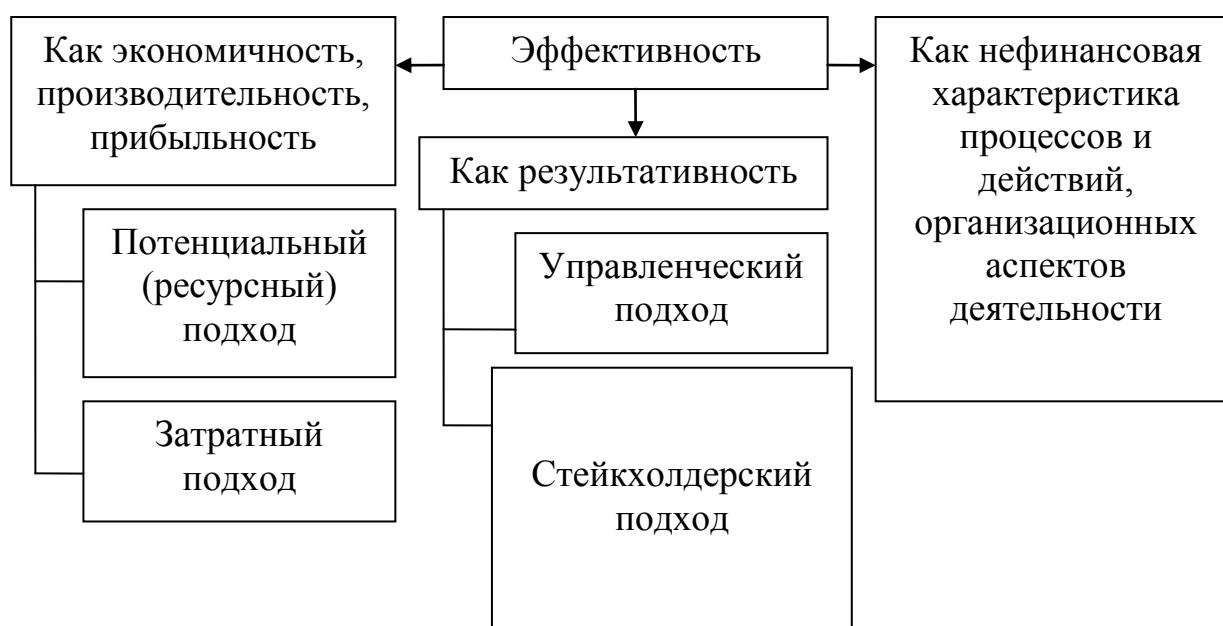 Эффективность
Как экономичность,
производительность,
прибыльность
Потенциальный
(ресурсный)
подход
Затратный
подход
Как результативность
Управленческий
подход
Стейкхолдерский
подход
Как нефинансовая
характеристика
процессов и
действий,
организационных
аспектов
деятельности